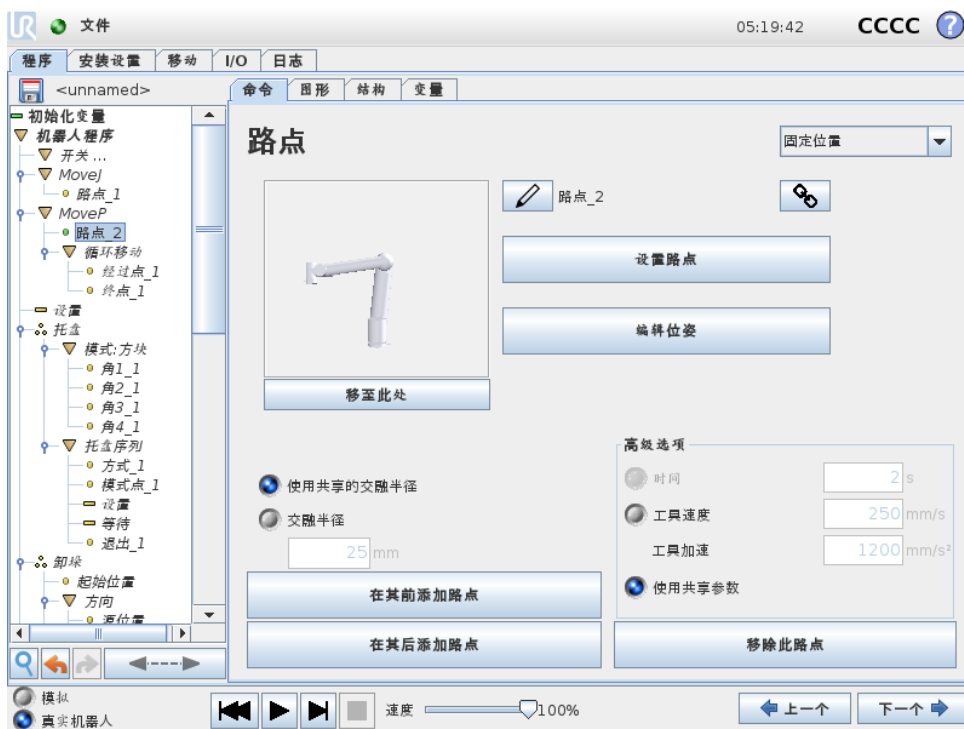 UR 文件 05:19:42 CCCC ?
程序 安装设置 移动 I/O 日志
<unnamed>
命令 图形 结构 变量
初始化变量
机器人程序
开关 ...
MoveJ
路点_1
MoveP
路点_2
循环移动
经过点_1
终点_1
设置
托盘
模式:方块
角1_1
角2_1
角3_1
角4_1
托盘序列
方式_1
模式点_1
设置
等待
退出_1
卸垛
起始位置
方向
源位置
路点
固定位置
路点_2
设置路点
编辑位姿
移至此处
使用共享的交融半径
交融半径
25 mm
高级选项
时间 2 s
工具速度 250 mm/s
工具加速 1200 mm/s²
使用共享参数
在其前添加路点
在其后添加路点
移除此路点
模拟
真实机器人
速度 100%
上一个
下一个